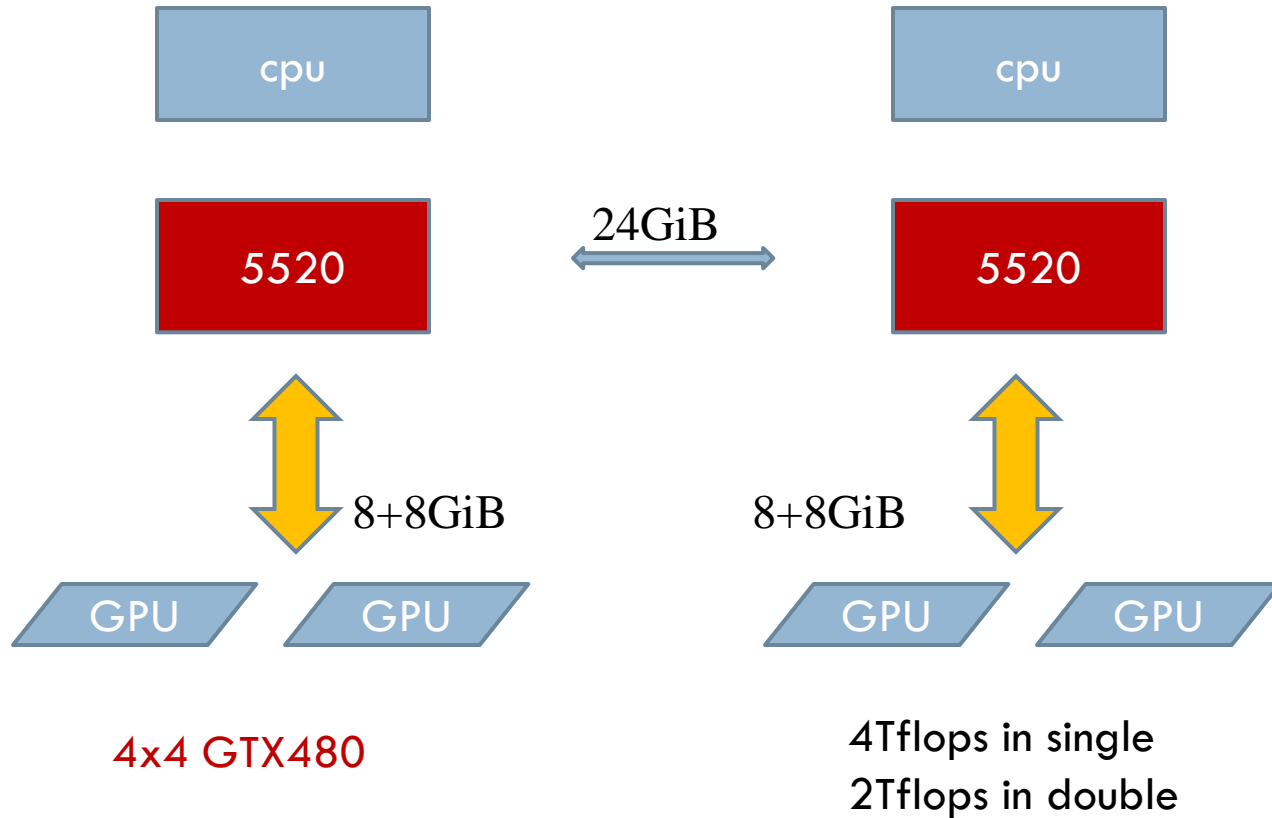 cpu
cpu
24GiB
5520
5520
8+8GiB
8+8GiB
GPU
GPU
GPU
GPU
4x4 GTX480
4Tflops in single
2Tflops in double